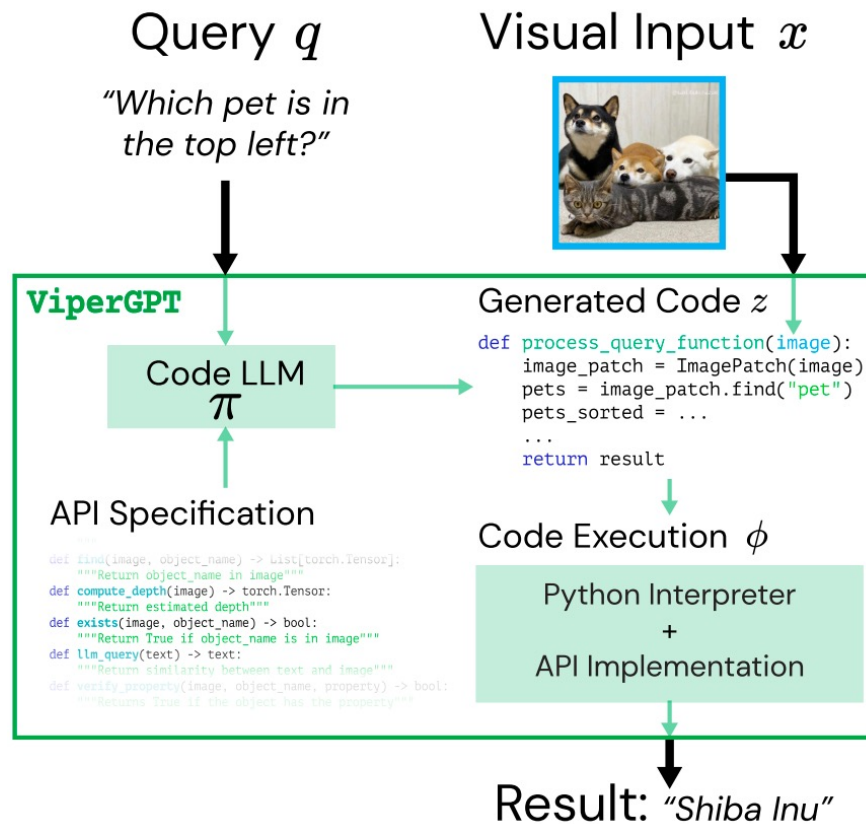 Query q
Visual Input x
“Which pet is in
the top left?”
ViperGPT
Code LLM
π
API Specification
"""
def find(image, object_name) -> List[torch.Tensor]:
"""Return object_name in image"""
def compute_depth(image) -> torch.Tensor:
"""Return estimated depth"""
def exists(image, object_name) -> bool:
"""Return True if object_name is in image"""
def llm_query(text) -> text:
"""Return similarity between text and image"""
def verify_property(image, object_name, property) -> bool:
"""Returns True if the object has the property"""
Generated Code z
def process_query_function(image):
image_patch = ImagePatch(image)
pets = image_patch.find("pet")
pets_sorted = ...
...
return result
Code Execution ϕ
Python Interpreter
+
API Implementation
Result: “Shiba Inu”